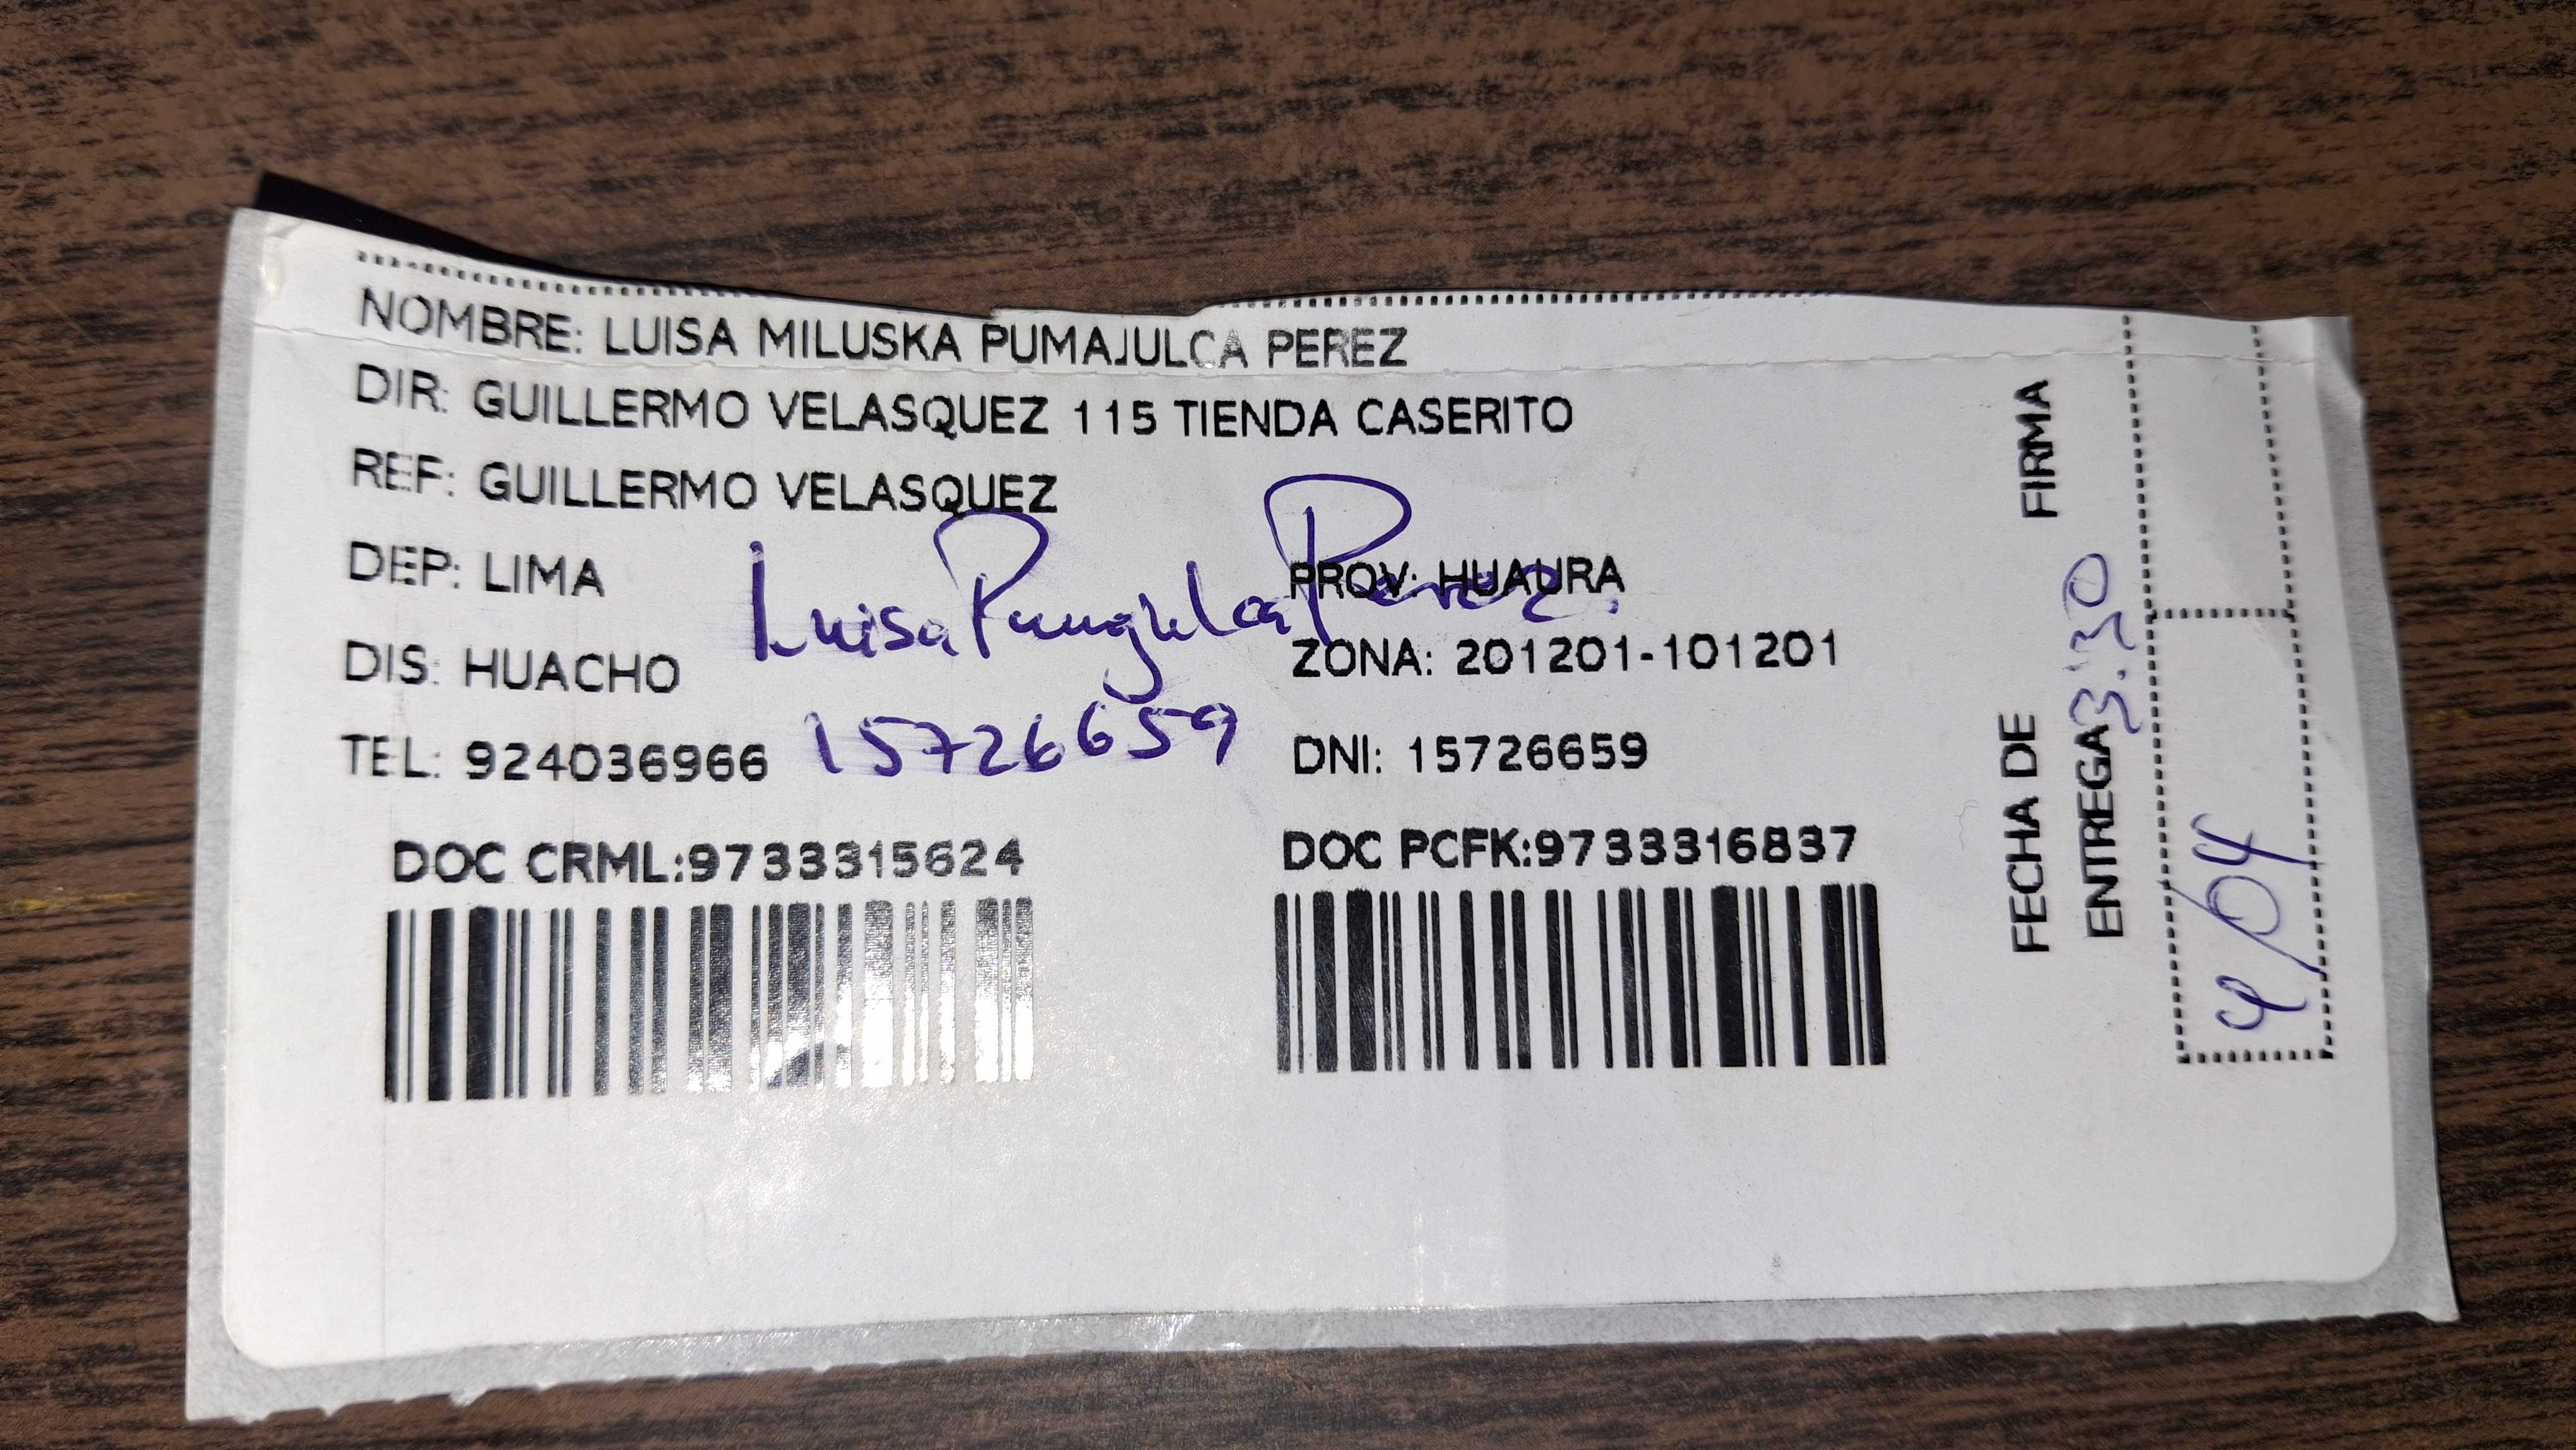 NOMBRE: LUISA MILUSKA PUMAJULCA PEREZ
DIR: GUILLERMO VELASQUEZ 115 TIENDA CASERITO
REF: GUILLERMO VELASQUEZ
DEP: LIMA
PROV: HUAURA
Luisa Pumajulca Perez.
DIS: HUACHO
ZONA: 201201-101201
TEL: 924036966
15726659
DNI: 15726659
DOC CRML:9733315624
DOC PCFK:9733316837
FIRMA
FECHA DE
ENTREGA
3:30
4/04